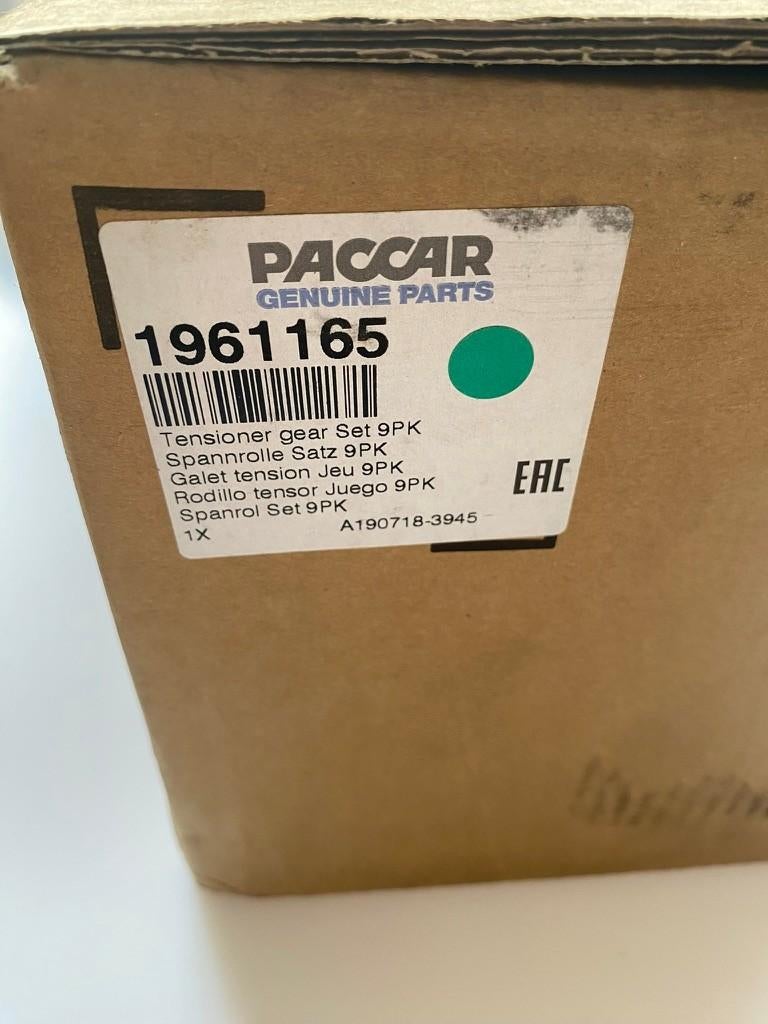 PACCAR
GENUINE PARTS
1961165
Tensioner gear Set 9PK
Spannrolle Satz 9PK
Galet tension Jeu 9PK
Rodillo tensor Juego 9PK
Spanrol Set 9PK
1X
A190718-3945
EAC